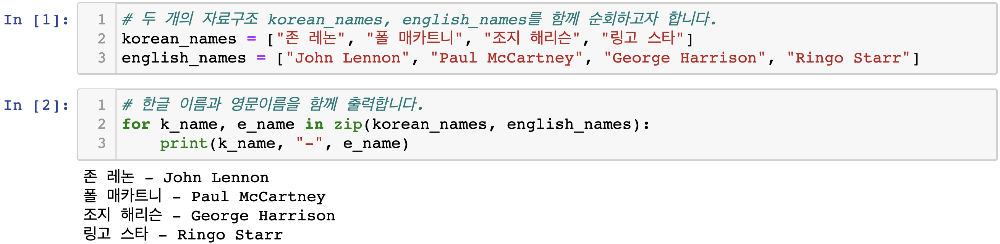 In [1]:
1 # 두 개의 자료구조 korean_names, english_names를 함께 순회하고자 합니다.
2 korean_names = ["존 레논", "폴 매카트니", "조지 해리슨", "링고 스타"]
3 english_names = ["John Lennon", "Paul McCartney", "George Harrison", "Ringo Starr"]
In [2]:
1 # 한글 이름과 영문이름을 함께 출력합니다.
2 for k_name, e_name in zip(korean_names, english_names):
3     print(k_name, "-", e_name)
존 레논 - John Lennon
폴 매카트니 - Paul McCartney
조지 해리슨 - George Harrison
링고 스타 - Ringo Starr